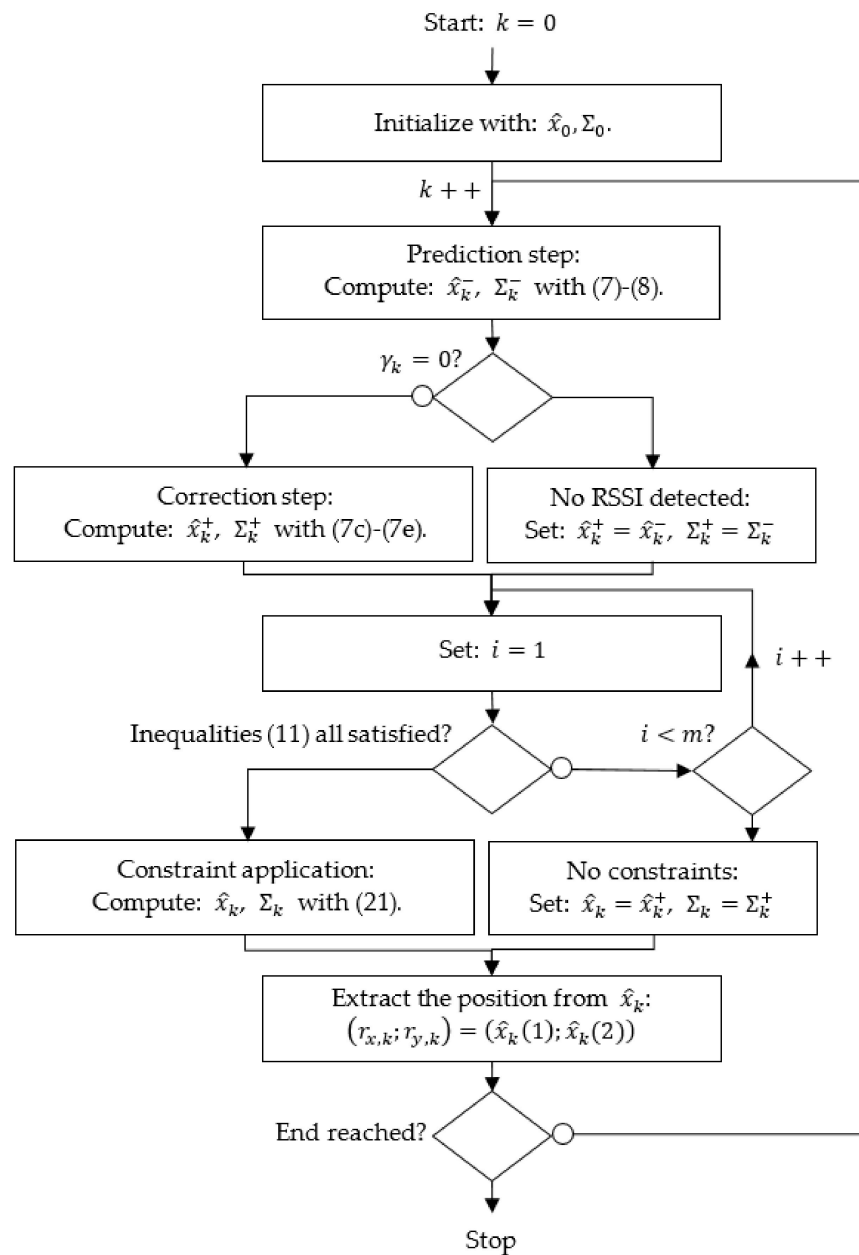 Start: k = 0
Initialize with: x̂₀, Σ₀.
k + +
Prediction step:
Compute: x̂ₖ⁻, Σₖ⁻ with (7)-(8).
γₖ = 0?
Correction step:
Compute: x̂ₖ⁺, Σₖ⁺ with (7c)-(7e).
No RSSI detected:
Set: x̂ₖ⁺ = x̂ₖ⁻, Σₖ⁺ = Σₖ⁻
Set: i = 1
i + +
Inequalities (11) all satisfied?
i < m?
Constraint application:
Compute: x̂ₖ, Σₖ with (21).
No constraints:
Set: x̂ₖ = x̂ₖ⁺, Σₖ = Σₖ⁺
Extract the position from x̂ₖ:
(r_{x,k}; r_{y,k}) = (x̂ₖ(1); x̂ₖ(2))
End reached?
Stop